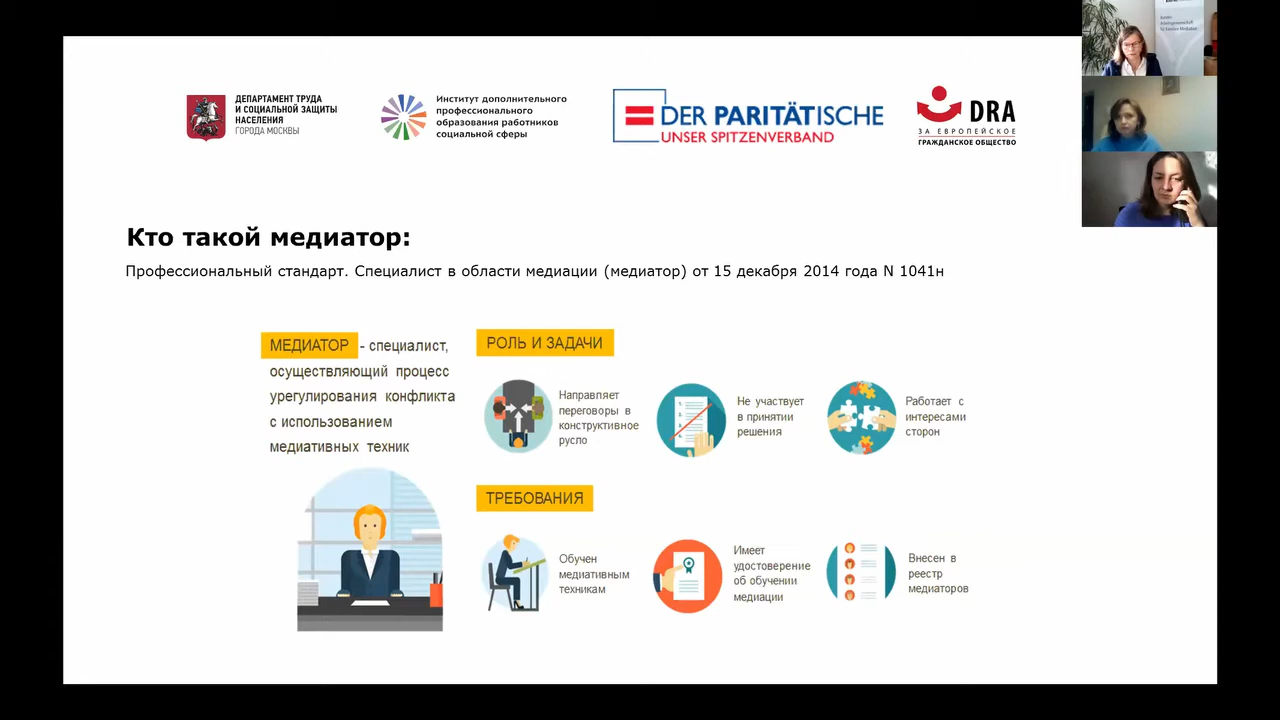 ДЕПАРТАМЕНТ ТРУДА
И СОЦИАЛЬНОЙ ЗАЩИТЫ
НАСЕЛЕНИЯ
ГОРОДА МОСКВЫ
Институт дополнительного
профессионального
образования работников
социальной сферы
DER PARITÄTISCHE
UNSER SPITZENVERBAND
DRA
ЗА ЕВРОПЕЙСКОЕ
ГРАЖДАНСКОЕ ОБЩЕСТВО
Кто такой медиатор:
Профессиональный стандарт. Специалист в области медиации (медиатор) от 15 декабря 2014 года N 1041н
МЕДИАТОР - специалист,
осуществляющий процесс
урегулирования конфликта
с использованием
медиативных техник
РОЛЬ И ЗАДАЧИ
Направляет
переговоры в
конструктивное
русло
Не участвует
в принятии
решения
Работает с
интересами
сторон
ТРЕБОВАНИЯ
Обучен
медиативным
техникам
Имеет
удостоверение
об обучении
медиации
Внесен в
реестр
медиаторов